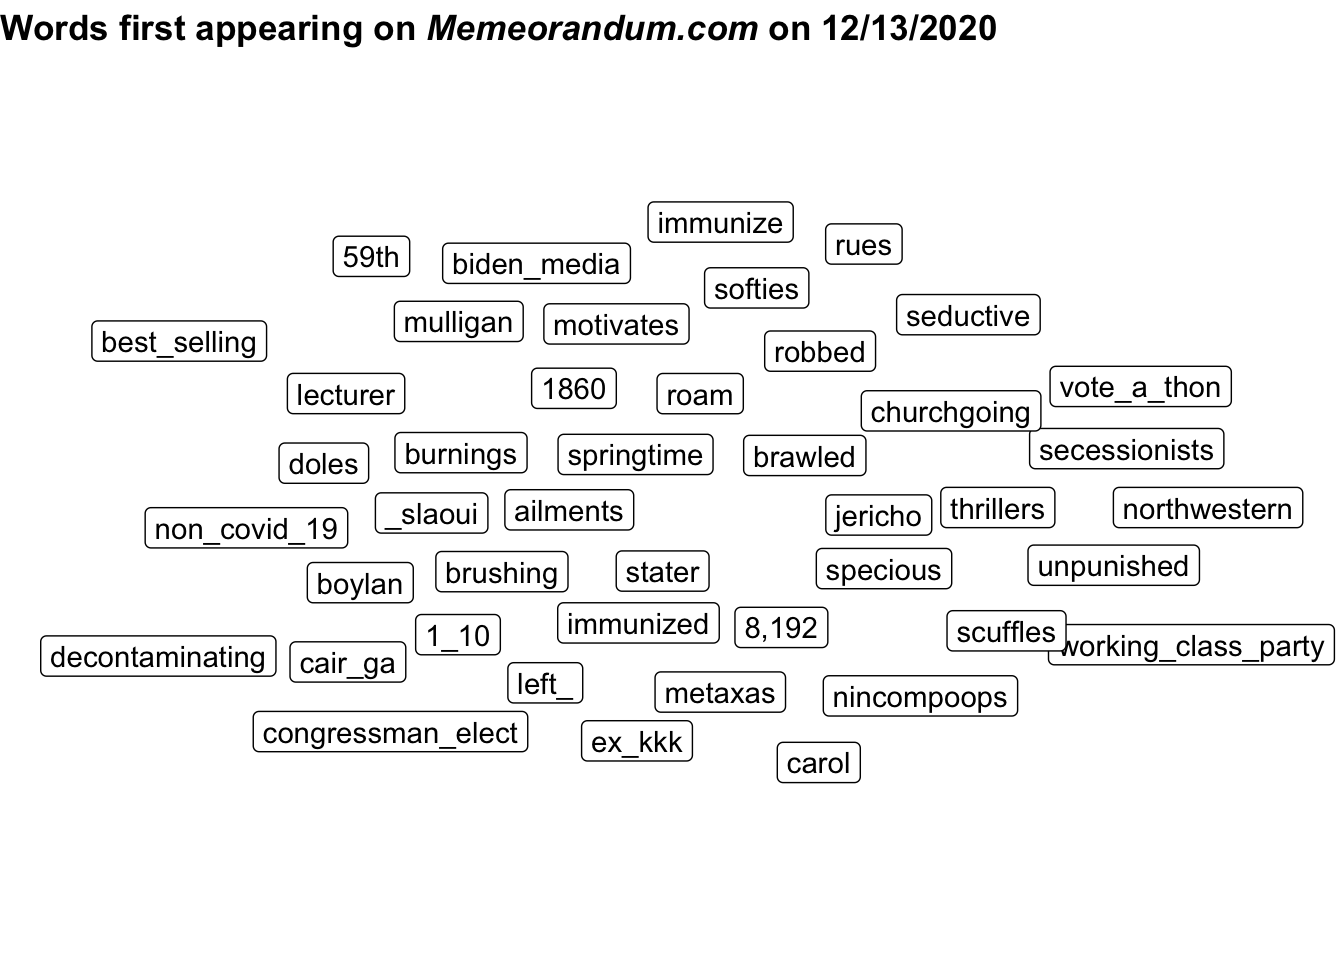 Words first appearing on Memeorandum.com on 12/13/2020
immunize
rues
59th
biden_media
softies
seductive
mulligan
motivates
best_selling
robbed
vote_a_thon
1860
lecturer
roam
churchgoing
secessionists
burnings
springtime
brawled
doles
thrillers
northwestern
_slaoui
ailments
jericho
non_covid_19
unpunished
brushing
stater
specious
boylan
immunized
8,192
scuffles
1_10
working_class_party
decontaminating
cair_ga
left_
metaxas
nincompoops
congressman_elect
ex_kkk
carol